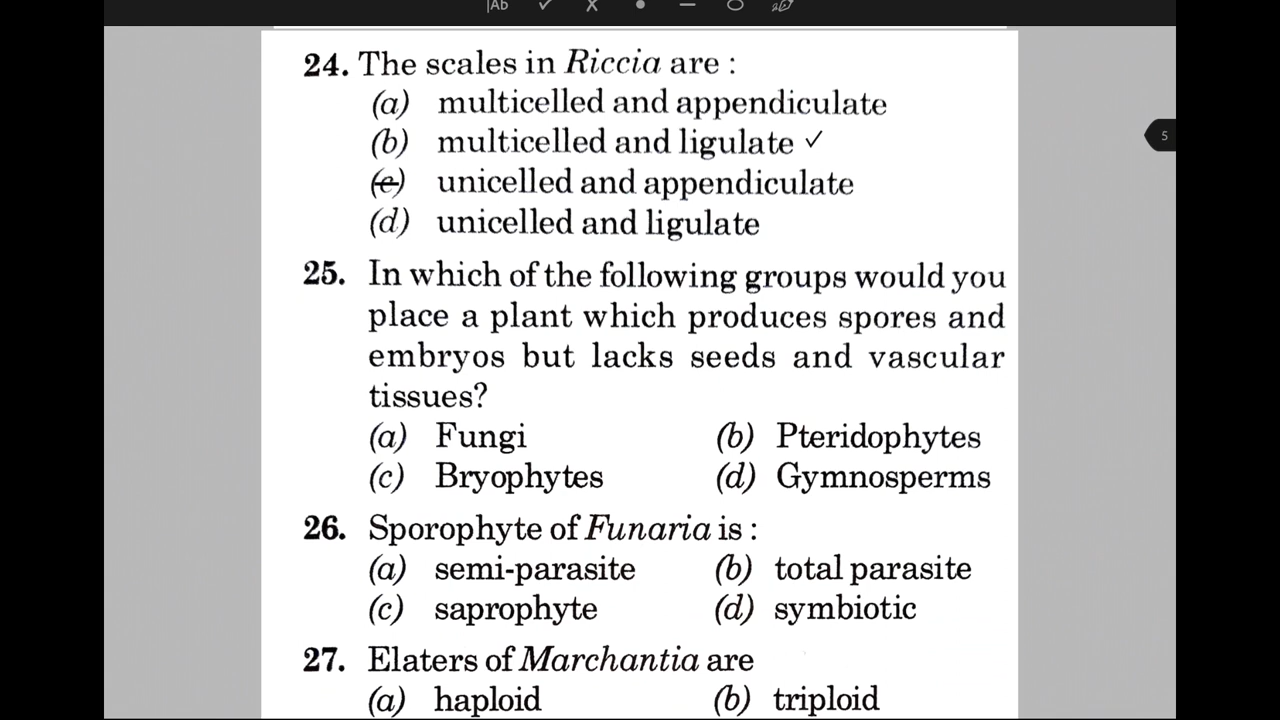 Ab
24. The scales in Riccia are :
(a) multicelled and appendiculate
(b) multicelled and ligulate ✓
(c) unicelled and appendiculate
(d) unicelled and ligulate
5
25. In which of the following groups would you
place a plant which produces spores and
embryos but lacks seeds and vascular
tissues?
(a) Fungi (b) Pteridophytes
(c) Bryophytes (d) Gymnosperms
26. Sporophyte of Funaria is :
(a) semi-parasite (b) total parasite
(c) saprophyte (d) symbiotic
27. Elaters of Marchantia are
(a) haploid (b) triploid